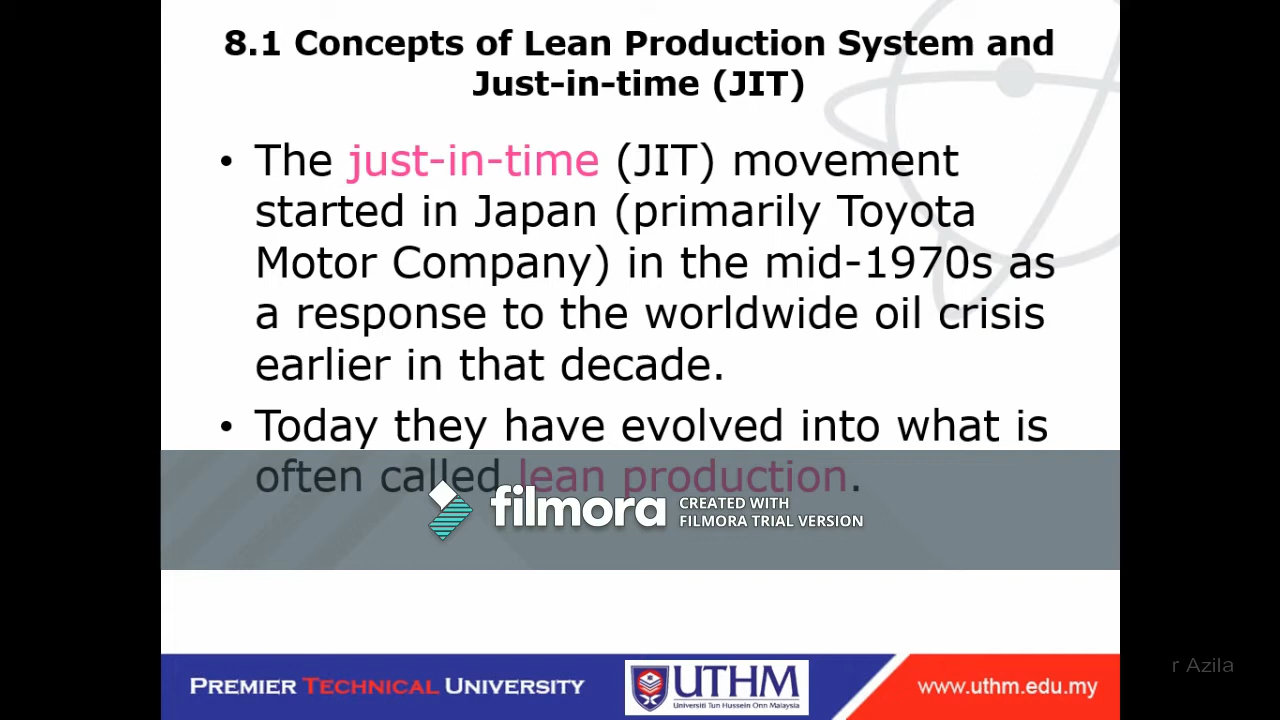 8.1 Concepts of Lean Production System and
Just-in-time (JIT)
• The just-in-time (JIT) movement
started in Japan (primarily Toyota
Motor Company) in the mid-1970s as
a response to the worldwide oil crisis
earlier in that decade.
• Today they have evolved into what is
often called lean production.
filmora
CREATED WITH
FILMORA TRIAL VERSION
PREMIER TECHNICAL UNIVERSITY
UTHM
Universiti Tun Hussein Onn Malaysia
www.uthm.edu.my
r Azila